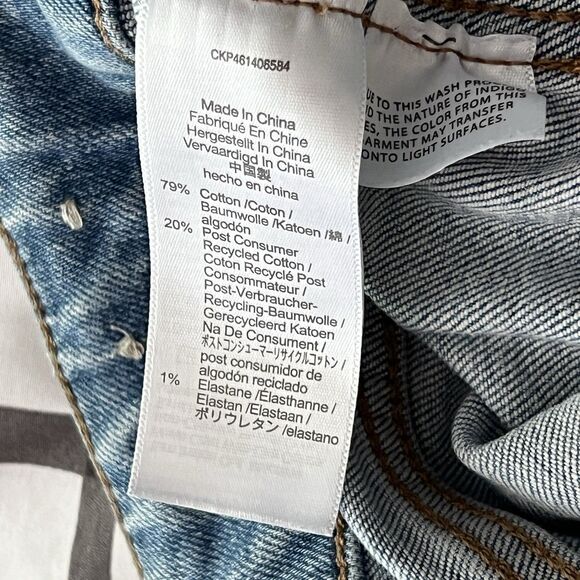 CKP461406584
Made In China
Fabriqué En Chine
Hergestellt In China
Vervaardigd In China
中国製
hecho en china
79% Cotton /Coton /
Baumwolle /Katoen /綿 /
algodón
20% Post Consumer
Recycled Cotton /
Coton Recyclé Post
Consommateur /
Post-Verbraucher-
Recycling-Baumwolle /
Gerecycleerd Katoen
Na De Consument /
ポストコンシューマーリサイクルコットン /
post consumidor de
algodón reciclado
1% Elastane /Élasthanne /
Elastan /Elastaan /
ポリウレタン /elastano
TO THIS WASH
THE NATURE OF INDIGO
THE COLOR FROM THIS
MAY TRANSFER
ONTO LIGHT SURFACES.